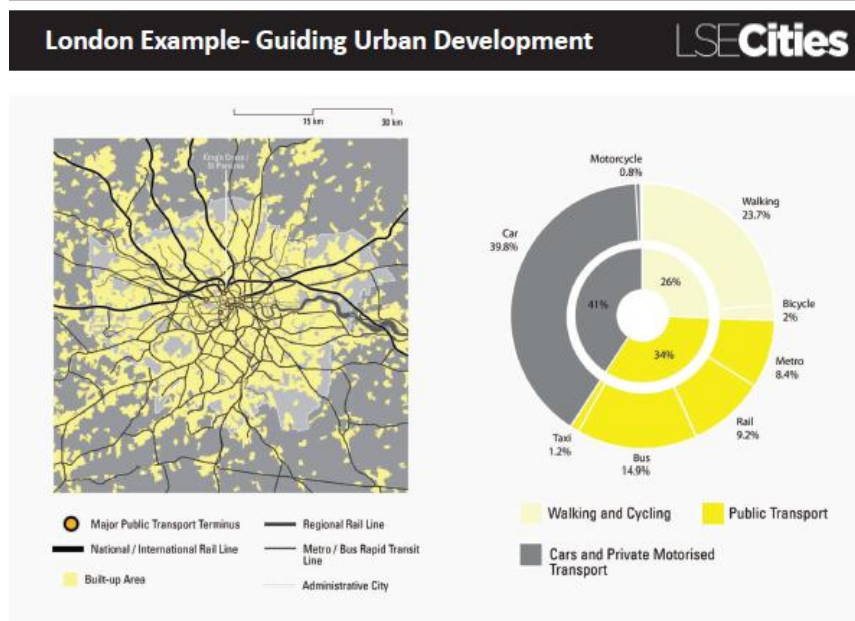 London Example- Guiding Urban Development
LSECities
15 km
30 km
King's Cross /
St Pancras
Major Public Transport Terminus
National / International Rail Line
Built-up Area
Regional Rail Line
Metro / Bus Rapid Transit
Line
Administrative City
Motorcycle
0.8%
Walking
23.7%
Car
39.8%
26%
41%
34%
Bicycle
2%
Metro
8.4%
Rail
9.2%
Taxi
1.2%
Bus
14.9%
Walking and Cycling
Public Transport
Cars and Private Motorised
Transport